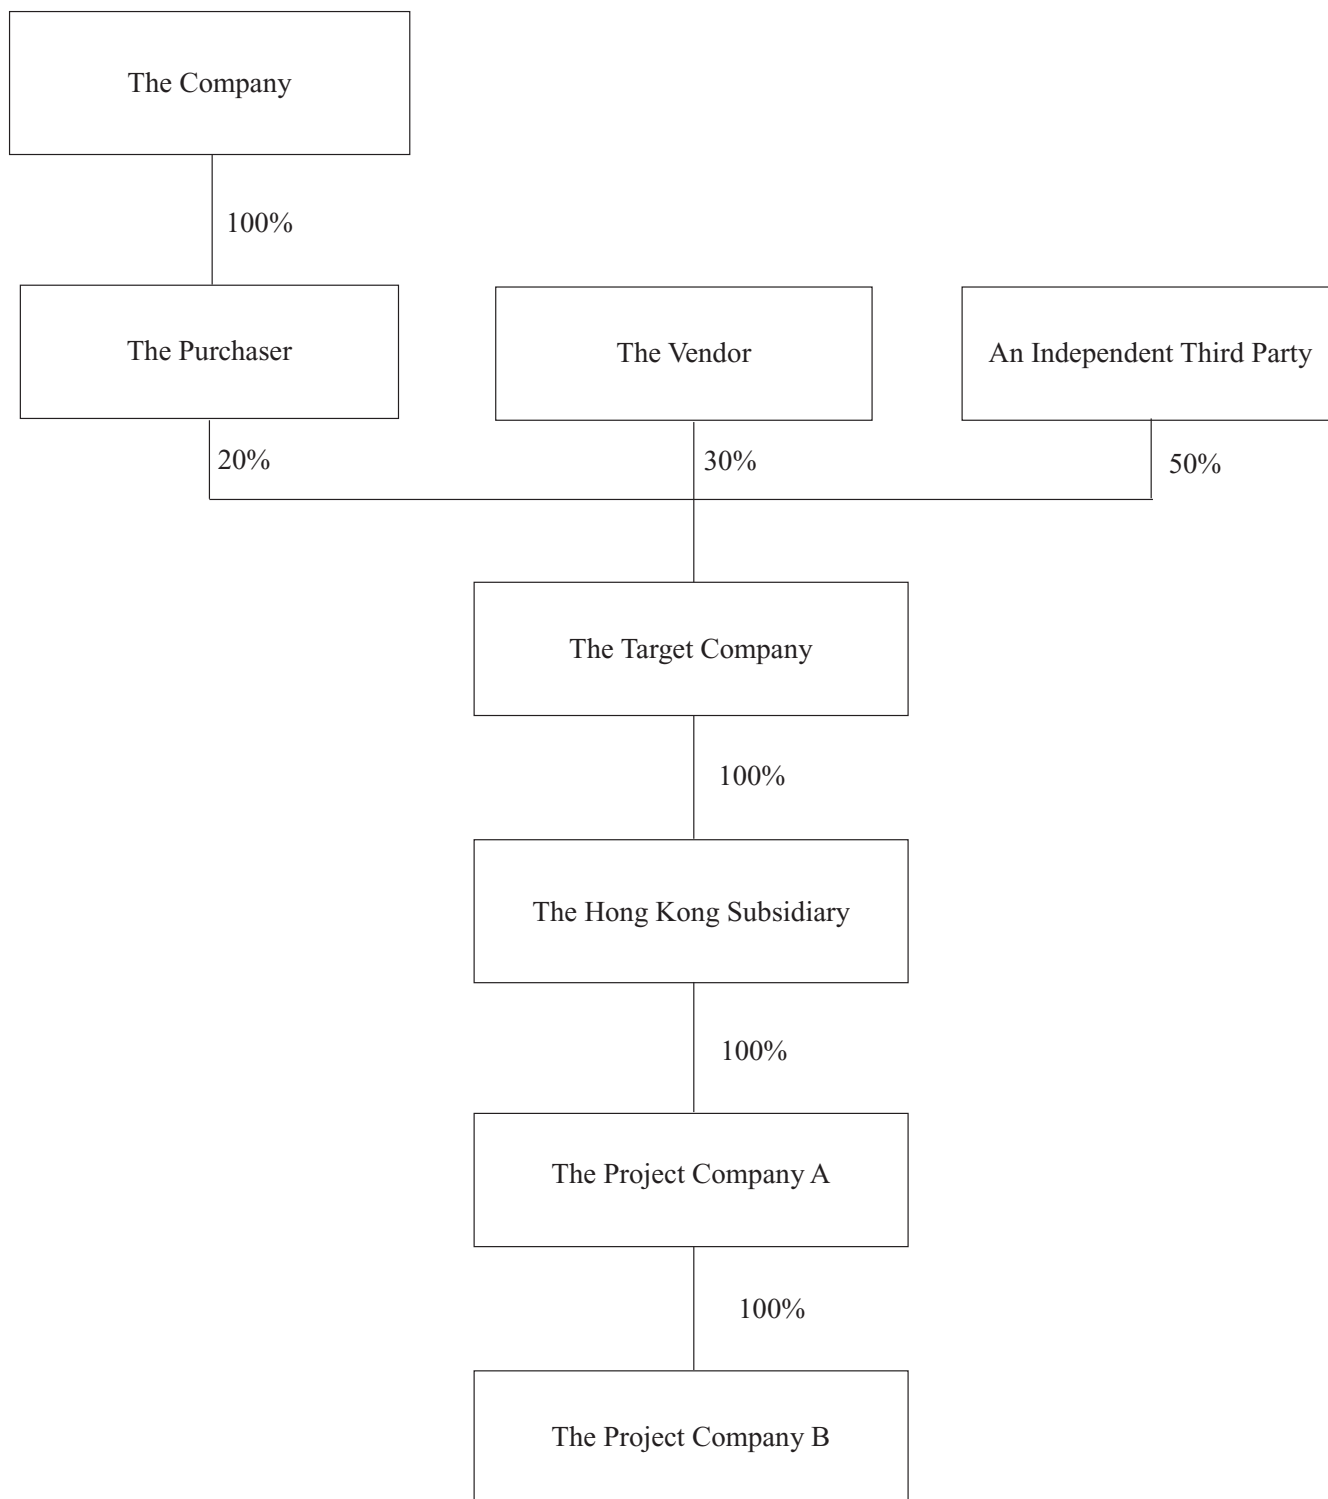 The Company
100%
The Purchaser
The Vendor
An Independent Third Party
20%
30%
50%
The Target Company
100%
The Hong Kong Subsidiary
100%
The Project Company A
100%
The Project Company B